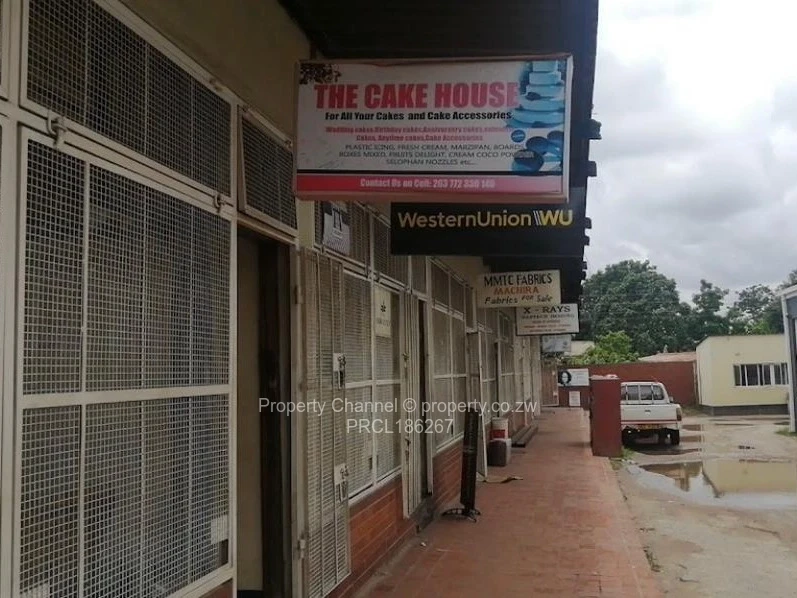 THE CAKE HOUSE
For All Your Cakes and Cake Accessories
Wedding cakes,Birthday cakes,Anniversary cakes,
Cakes, Anytime cakes,Cake Accessories
PLASTIC ICING, FRESH CREAM, MARZIPAN, BOARDS,
BOXES MIXED, FRUITS DELIGHT, CREAM COCO POWDER
SELOPHAN NOZZLES etc...
Contact Us on Cell: 263 772 330 140
WesternUnion WU
MMTC FABRICS
MACHIRA
Fabrics FOR Sale
X - RAYS
Property Channel © property.co.zw
PRCL186267